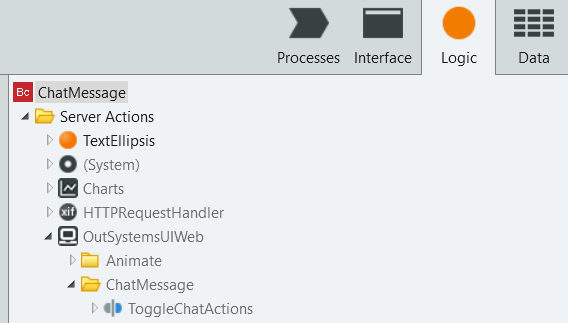 Processes Interface Logic Data
Bc ChatMessage
Server Actions
TextEllipsis
(System)
Charts
xif HTTPRequestHandler
OutSystemsUIWeb
Animate
ChatMessage
ToggleChatActions